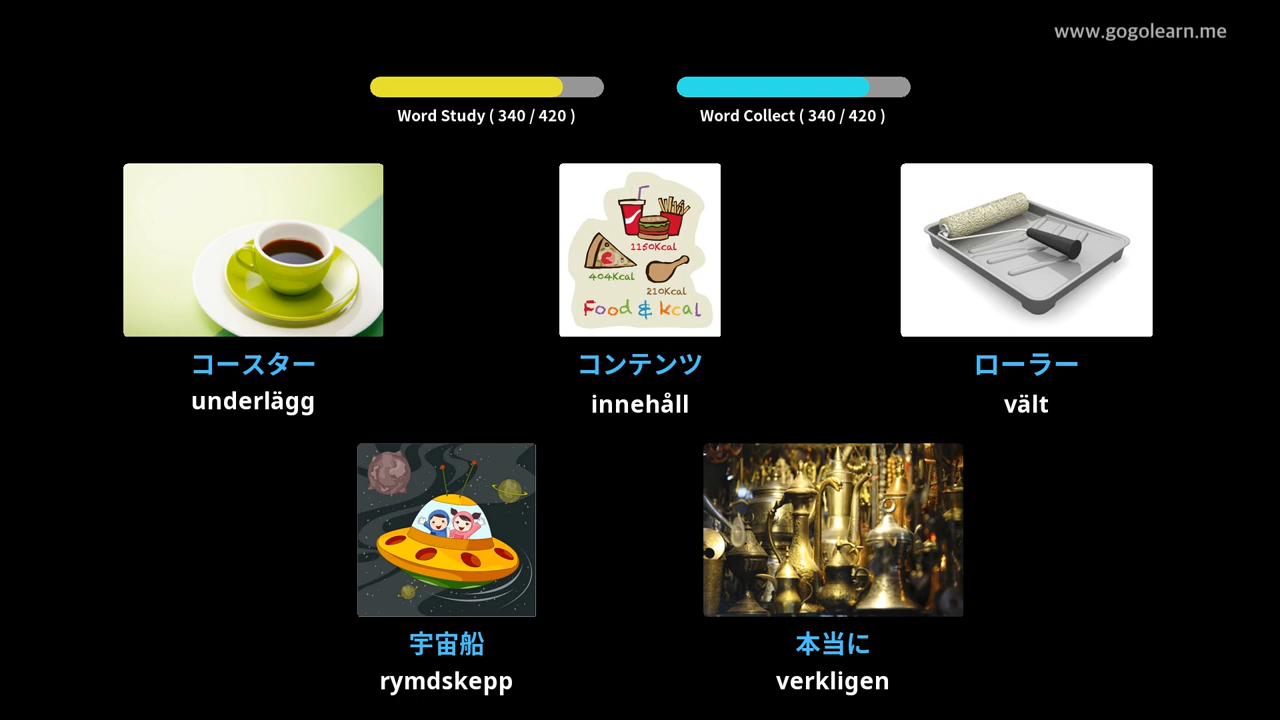 www.gogolearn.me
Word Study ( 340 / 420 )
Word Collect ( 340 / 420 )
1150Kcal
404Kcal
210Kcal
Food & kcal
コースター
underlägg
コンテンツ
innehåll
ローラー
vält
宇宙船
rymdskepp
本当に
verkligen